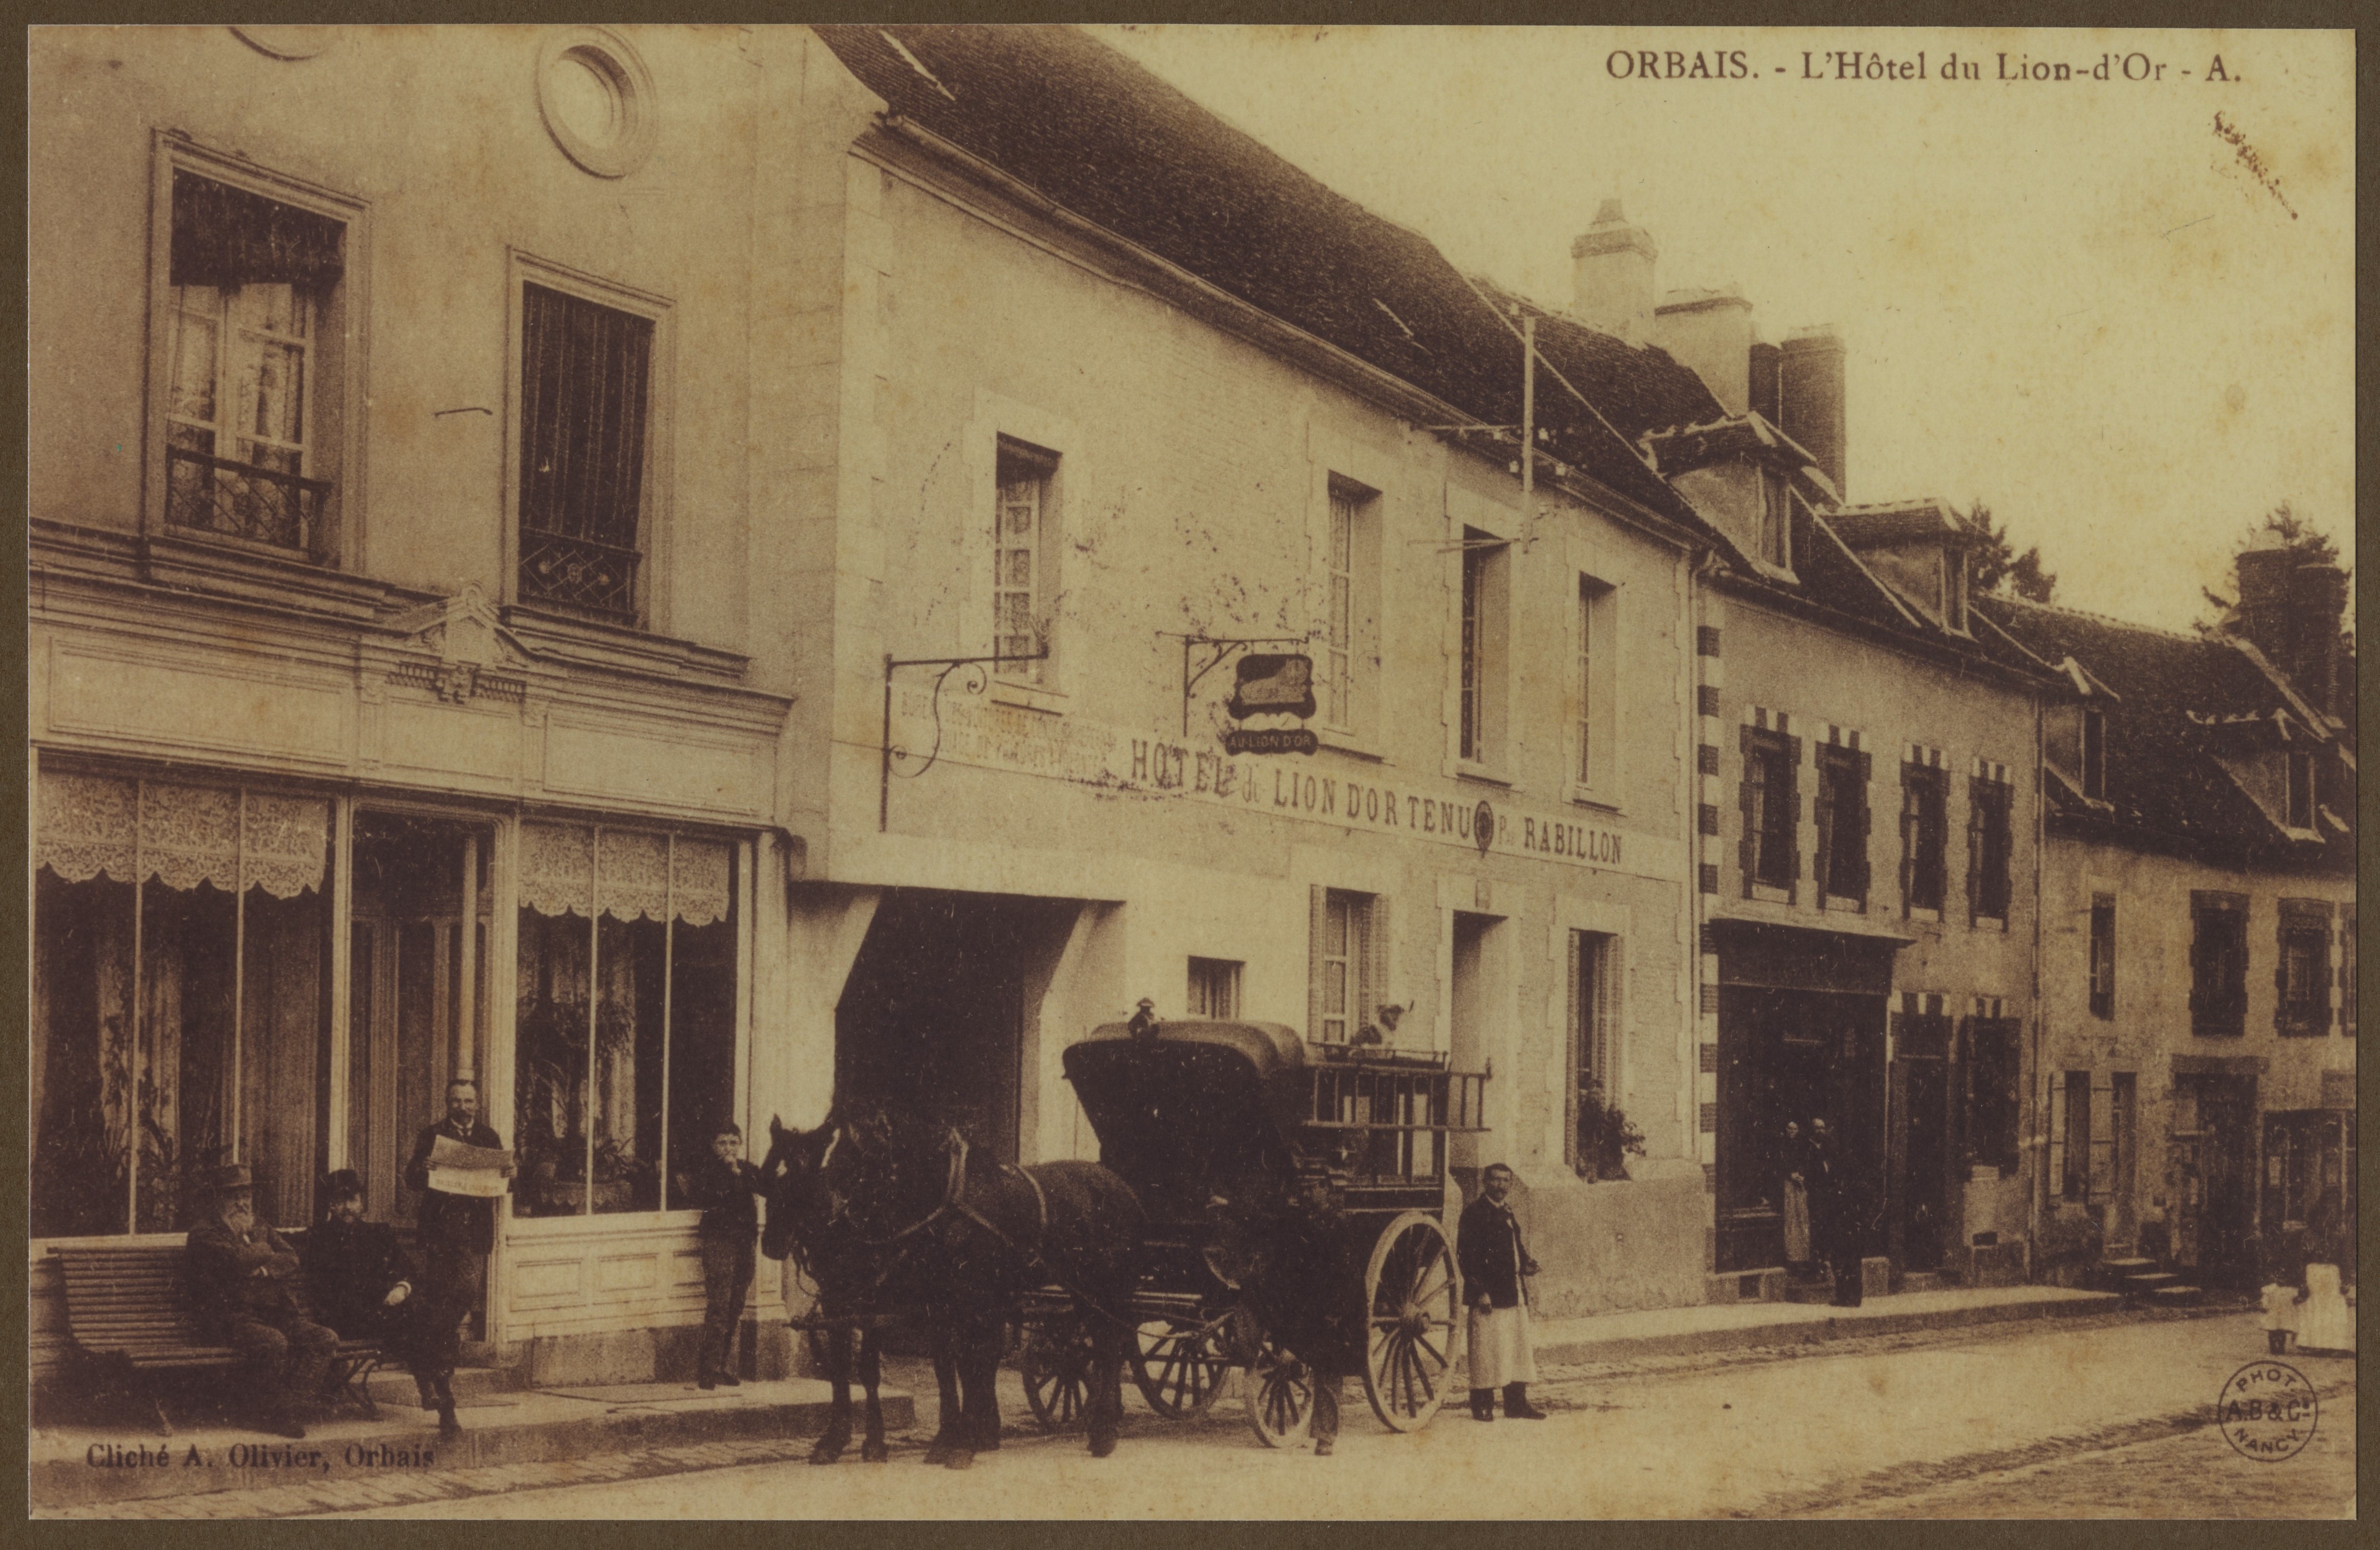 ORBAIS. - L'Hôtel du Lion-d'Or - A.
AU LION D'OR
HOTEL du LION D'OR TENU Par RABILLON
Cliché A. Olivier, Orbais
PHOT
A.B & Cie
NANCY